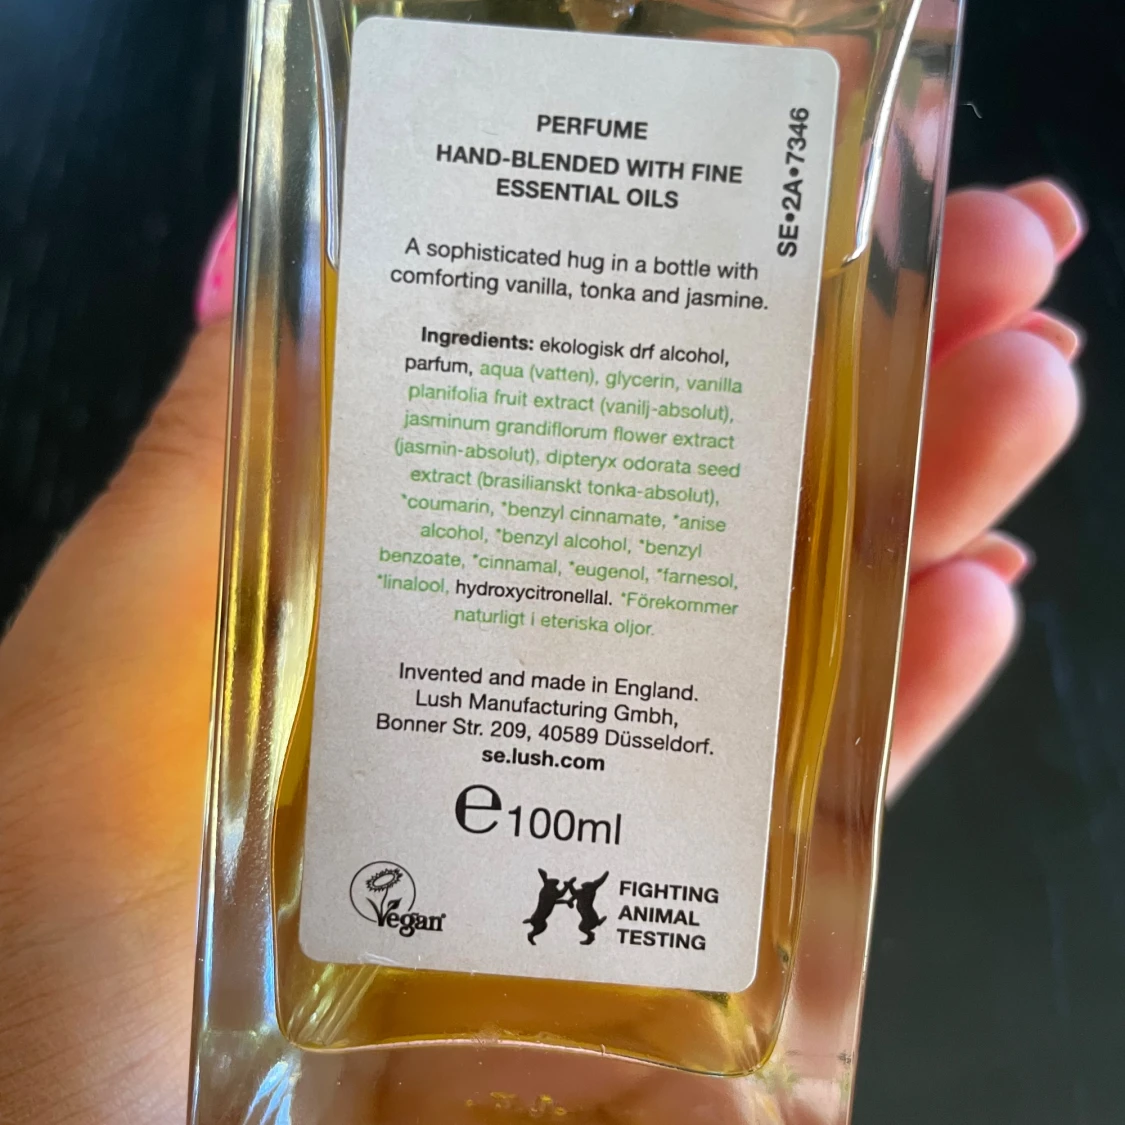 PERFUME
HAND-BLENDED WITH FINE
ESSENTIAL OILS
SE•2A•7346
A sophisticated hug in a bottle with
comforting vanilla, tonka and jasmine.
Ingredients: ekologisk drf alcohol,
parfum, aqua (vatten), glycerin, vanilla
planifolia fruit extract (vanilj-absolut),
jasminum grandiflorum flower extract
(jasmin-absolut), dipteryx odorata seed
extract (brasilianskt tonka-absolut),
*coumarin, *benzyl cinnamate, *anise
alcohol, *benzyl alcohol, *benzyl
benzoate, *cinnamal, *eugenol, *farnesol,
*linalool, hydroxycitronellal. *Förekommer
naturligt i eteriska oljor.
Invented and made in England.
Lush Manufacturing Gmbh,
Bonner Str. 209, 40589 Düsseldorf.
se.lush.com
e 100ml
Vegan
FIGHTING
ANIMAL
TESTING